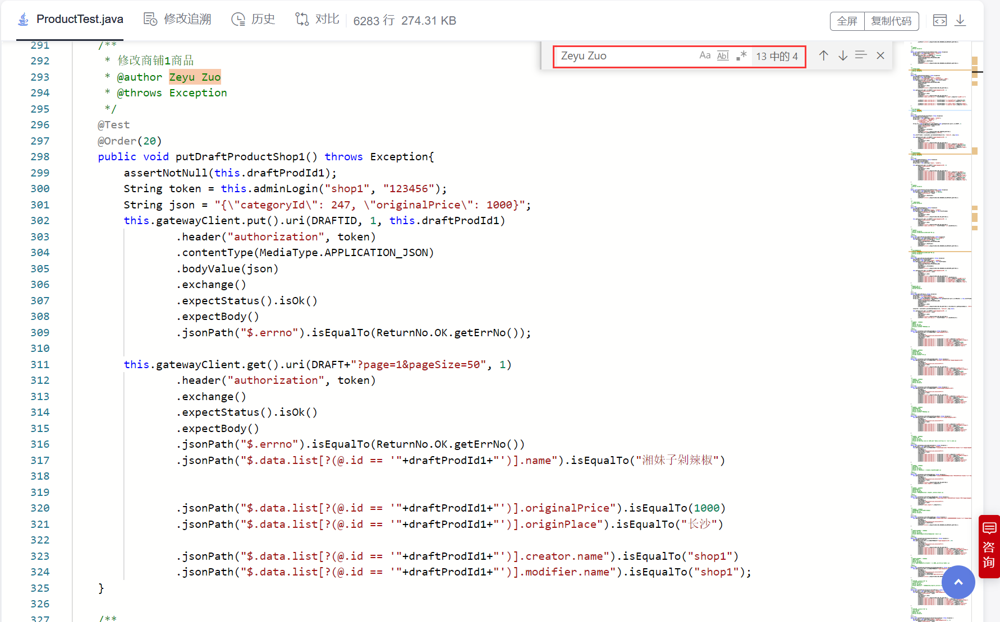 ProductTest.java 修改追溯 历史 对比 6283 行 274.31 KB 全屏 复制代码
Zeyu Zuo Aa Abl .* 13 中的 4
291 /**
292 * 修改商铺1商品
293 * @author Zeyu Zuo
294 * @throws Exception
295 */
296 @Test
297 @Order(20)
298 public void putDraftProductShop1() throws Exception{
299 assertNotNull(this.draftProdId1);
300 String token = this.adminLogin("shop1", "123456");
301 String json = "{\"categoryId\": 247, \"originalPrice\": 1000}";
302 this.gatewayClient.put().uri(DRAFTID, 1, this.draftProdId1)
303 .header("authorization", token)
304 .contentType(MediaType.APPLICATION_JSON)
305 .bodyValue(json)
306 .exchange()
307 .expectStatus().isOk()
308 .expectBody()
309 .jsonPath("$.errno").isEqualTo(ReturnNo.OK.getErrNo());
310
311 this.gatewayClient.get().uri(DRAFT+"?page=1&pageSize=50", 1)
312 .header("authorization", token)
313 .exchange()
314 .expectStatus().isOk()
315 .expectBody()
316 .jsonPath("$.errno").isEqualTo(ReturnNo.OK.getErrNo())
317 .jsonPath("$.data.list[?(@.id == '"+draftProdId1+"')].name").isEqualTo("湘妹子剁辣椒")
318
319
320 .jsonPath("$.data.list[?(@.id == '"+draftProdId1+"')].originalPrice").isEqualTo(1000)
321 .jsonPath("$.data.list[?(@.id == '"+draftProdId1+"')].originPlace").isEqualTo("长沙")
322
323 .jsonPath("$.data.list[?(@.id == '"+draftProdId1+"')].creator.name").isEqualTo("shop1")
324 .jsonPath("$.data.list[?(@.id == '"+draftProdId1+"')].modifier.name").isEqualTo("shop1");
325 }
326
327 /**
咨询